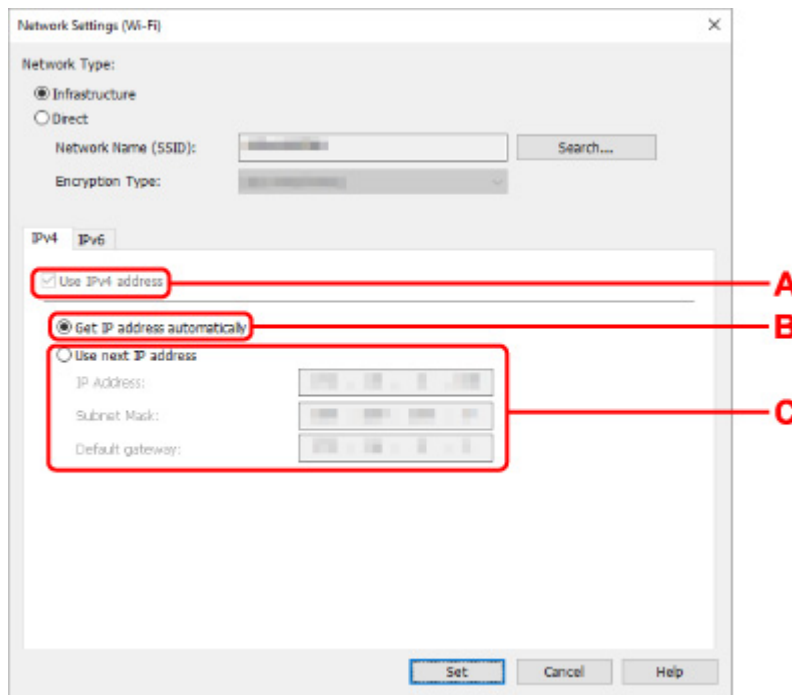 Network Settings (Wi-Fi)
Network Type:
Infrastructure
Direct
Network Name (SSID):
Search...
Encryption Type:
IPv4 IPv6
Use IPv4 address
A
Get IP address automatically
B
Use next IP address
IP Address:
Subnet Mask:
C
Default gateway:
Set Cancel Help